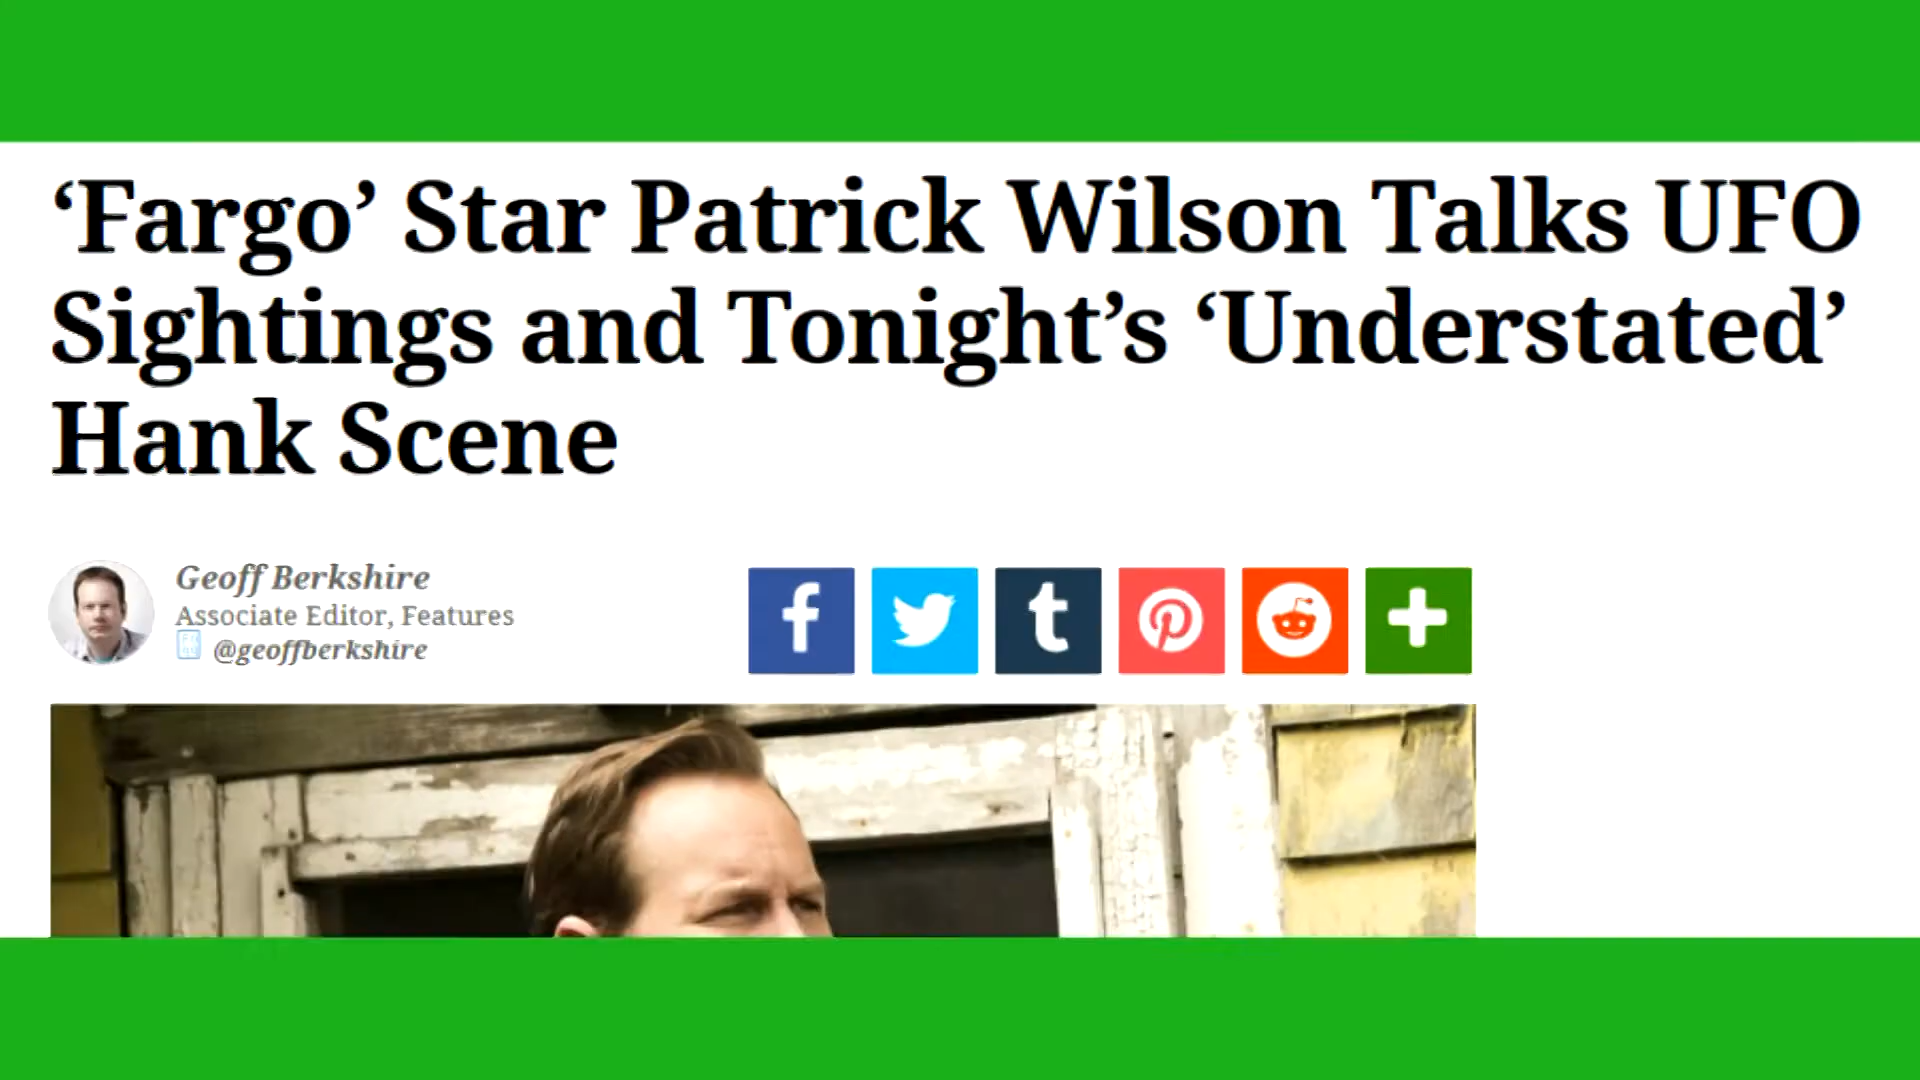 ‘Fargo’ Star Patrick Wilson Talks UFO
Sightings and Tonight’s ‘Understated’
Hank Scene
Geoff Berkshire
Associate Editor, Features
@geoffberkshire